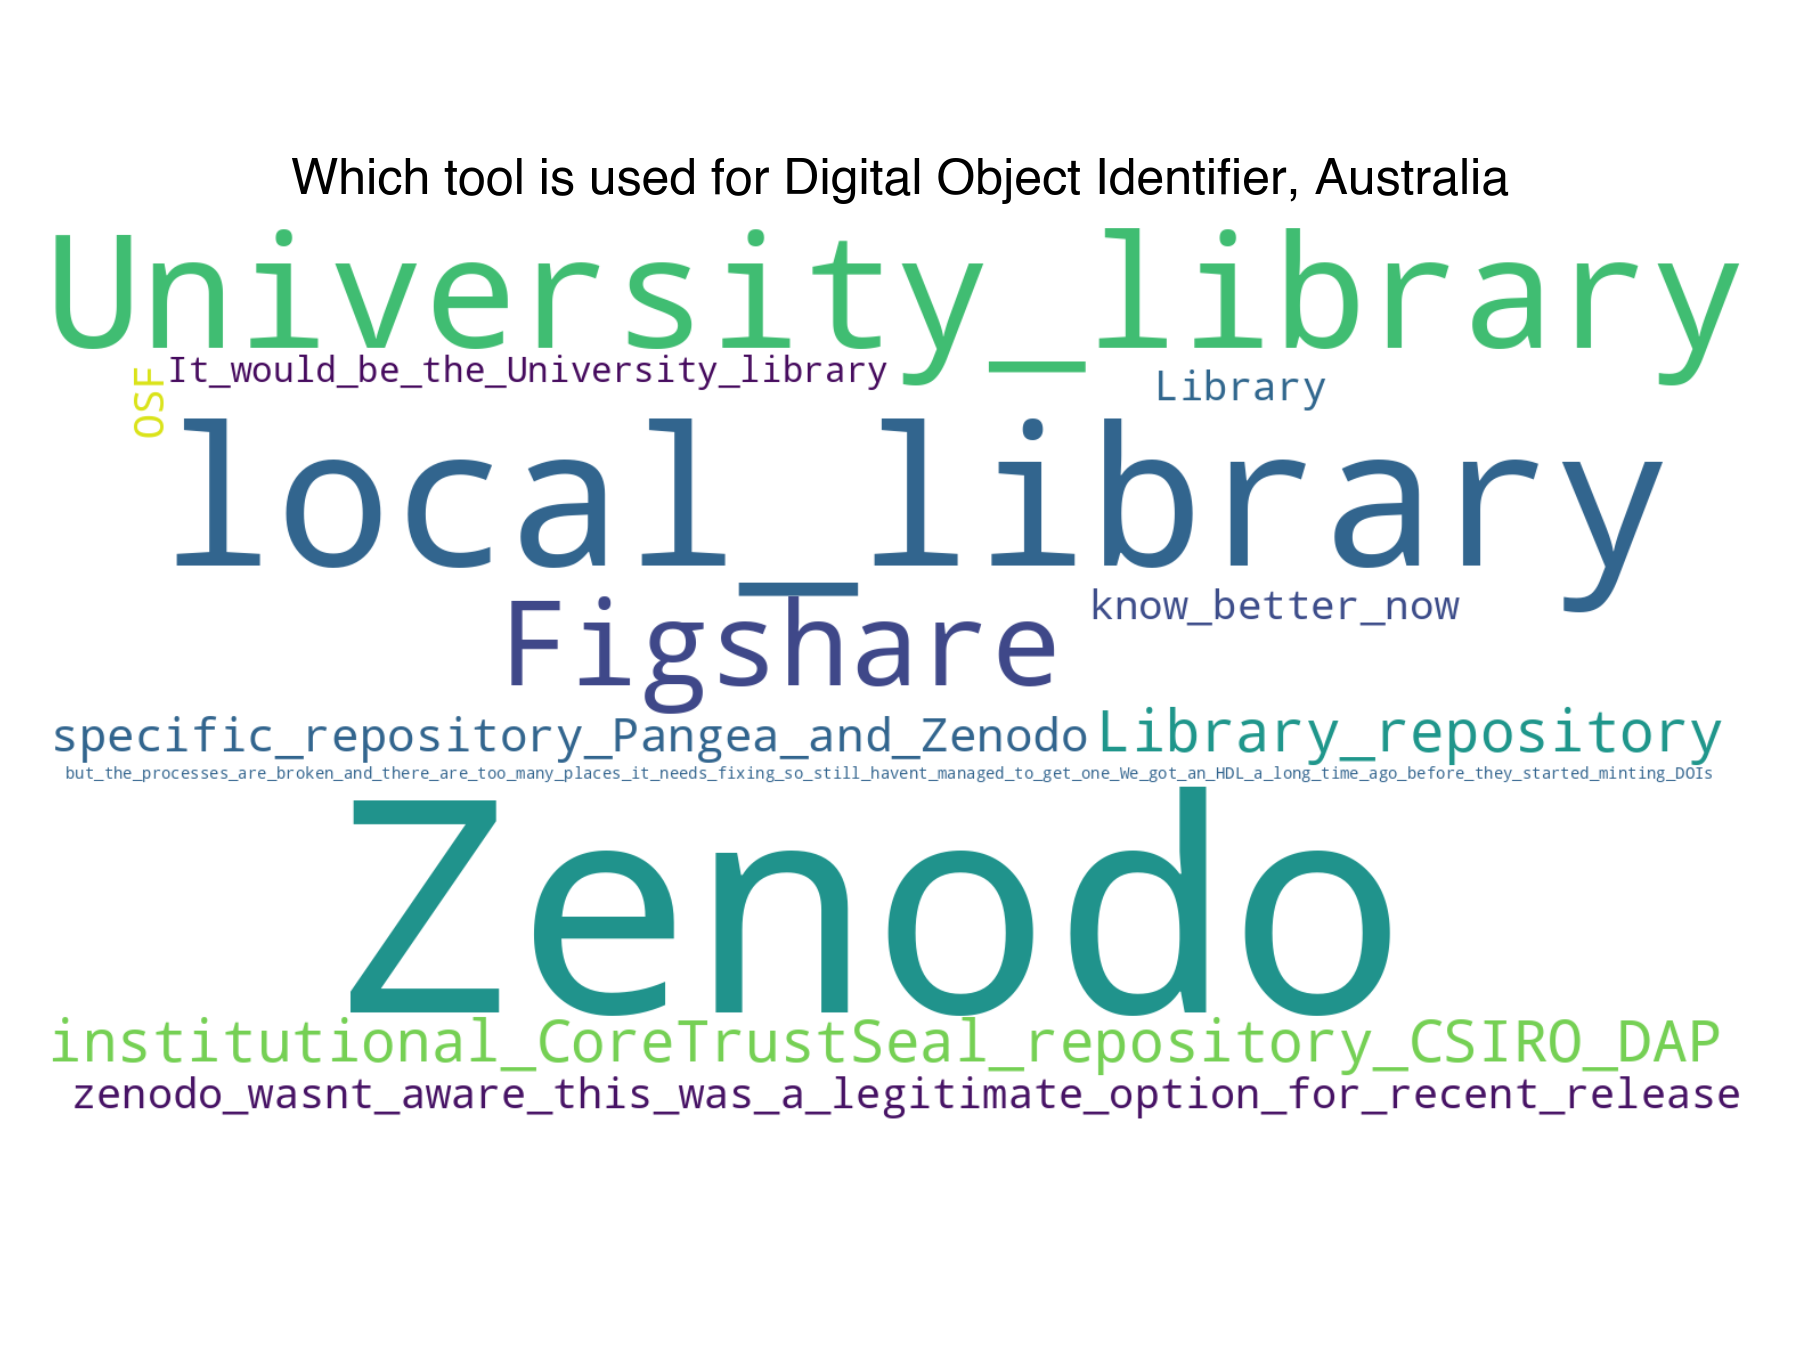 Which tool is used for Digital Object Identifier, Australia
University_library
It_would_be_the_University_library
Library
OSF
local_library
know_better_now
Figshare
specific_repository_Pangea_and_Zenodo
Library_repository
but_the_processes_are_broken_and_there_are_too_many_places_it_needs_fixing_so_still_havent_managed_to_get_one_We_got_an_HDL_a_long_time_ago_before_they_started_minting_DOIs
Zenodo
institutional_CoreTrustSeal_repository_CSIRO_DAP
zenodo_wasnt_aware_this_was_a_legitimate_option_for_recent_release